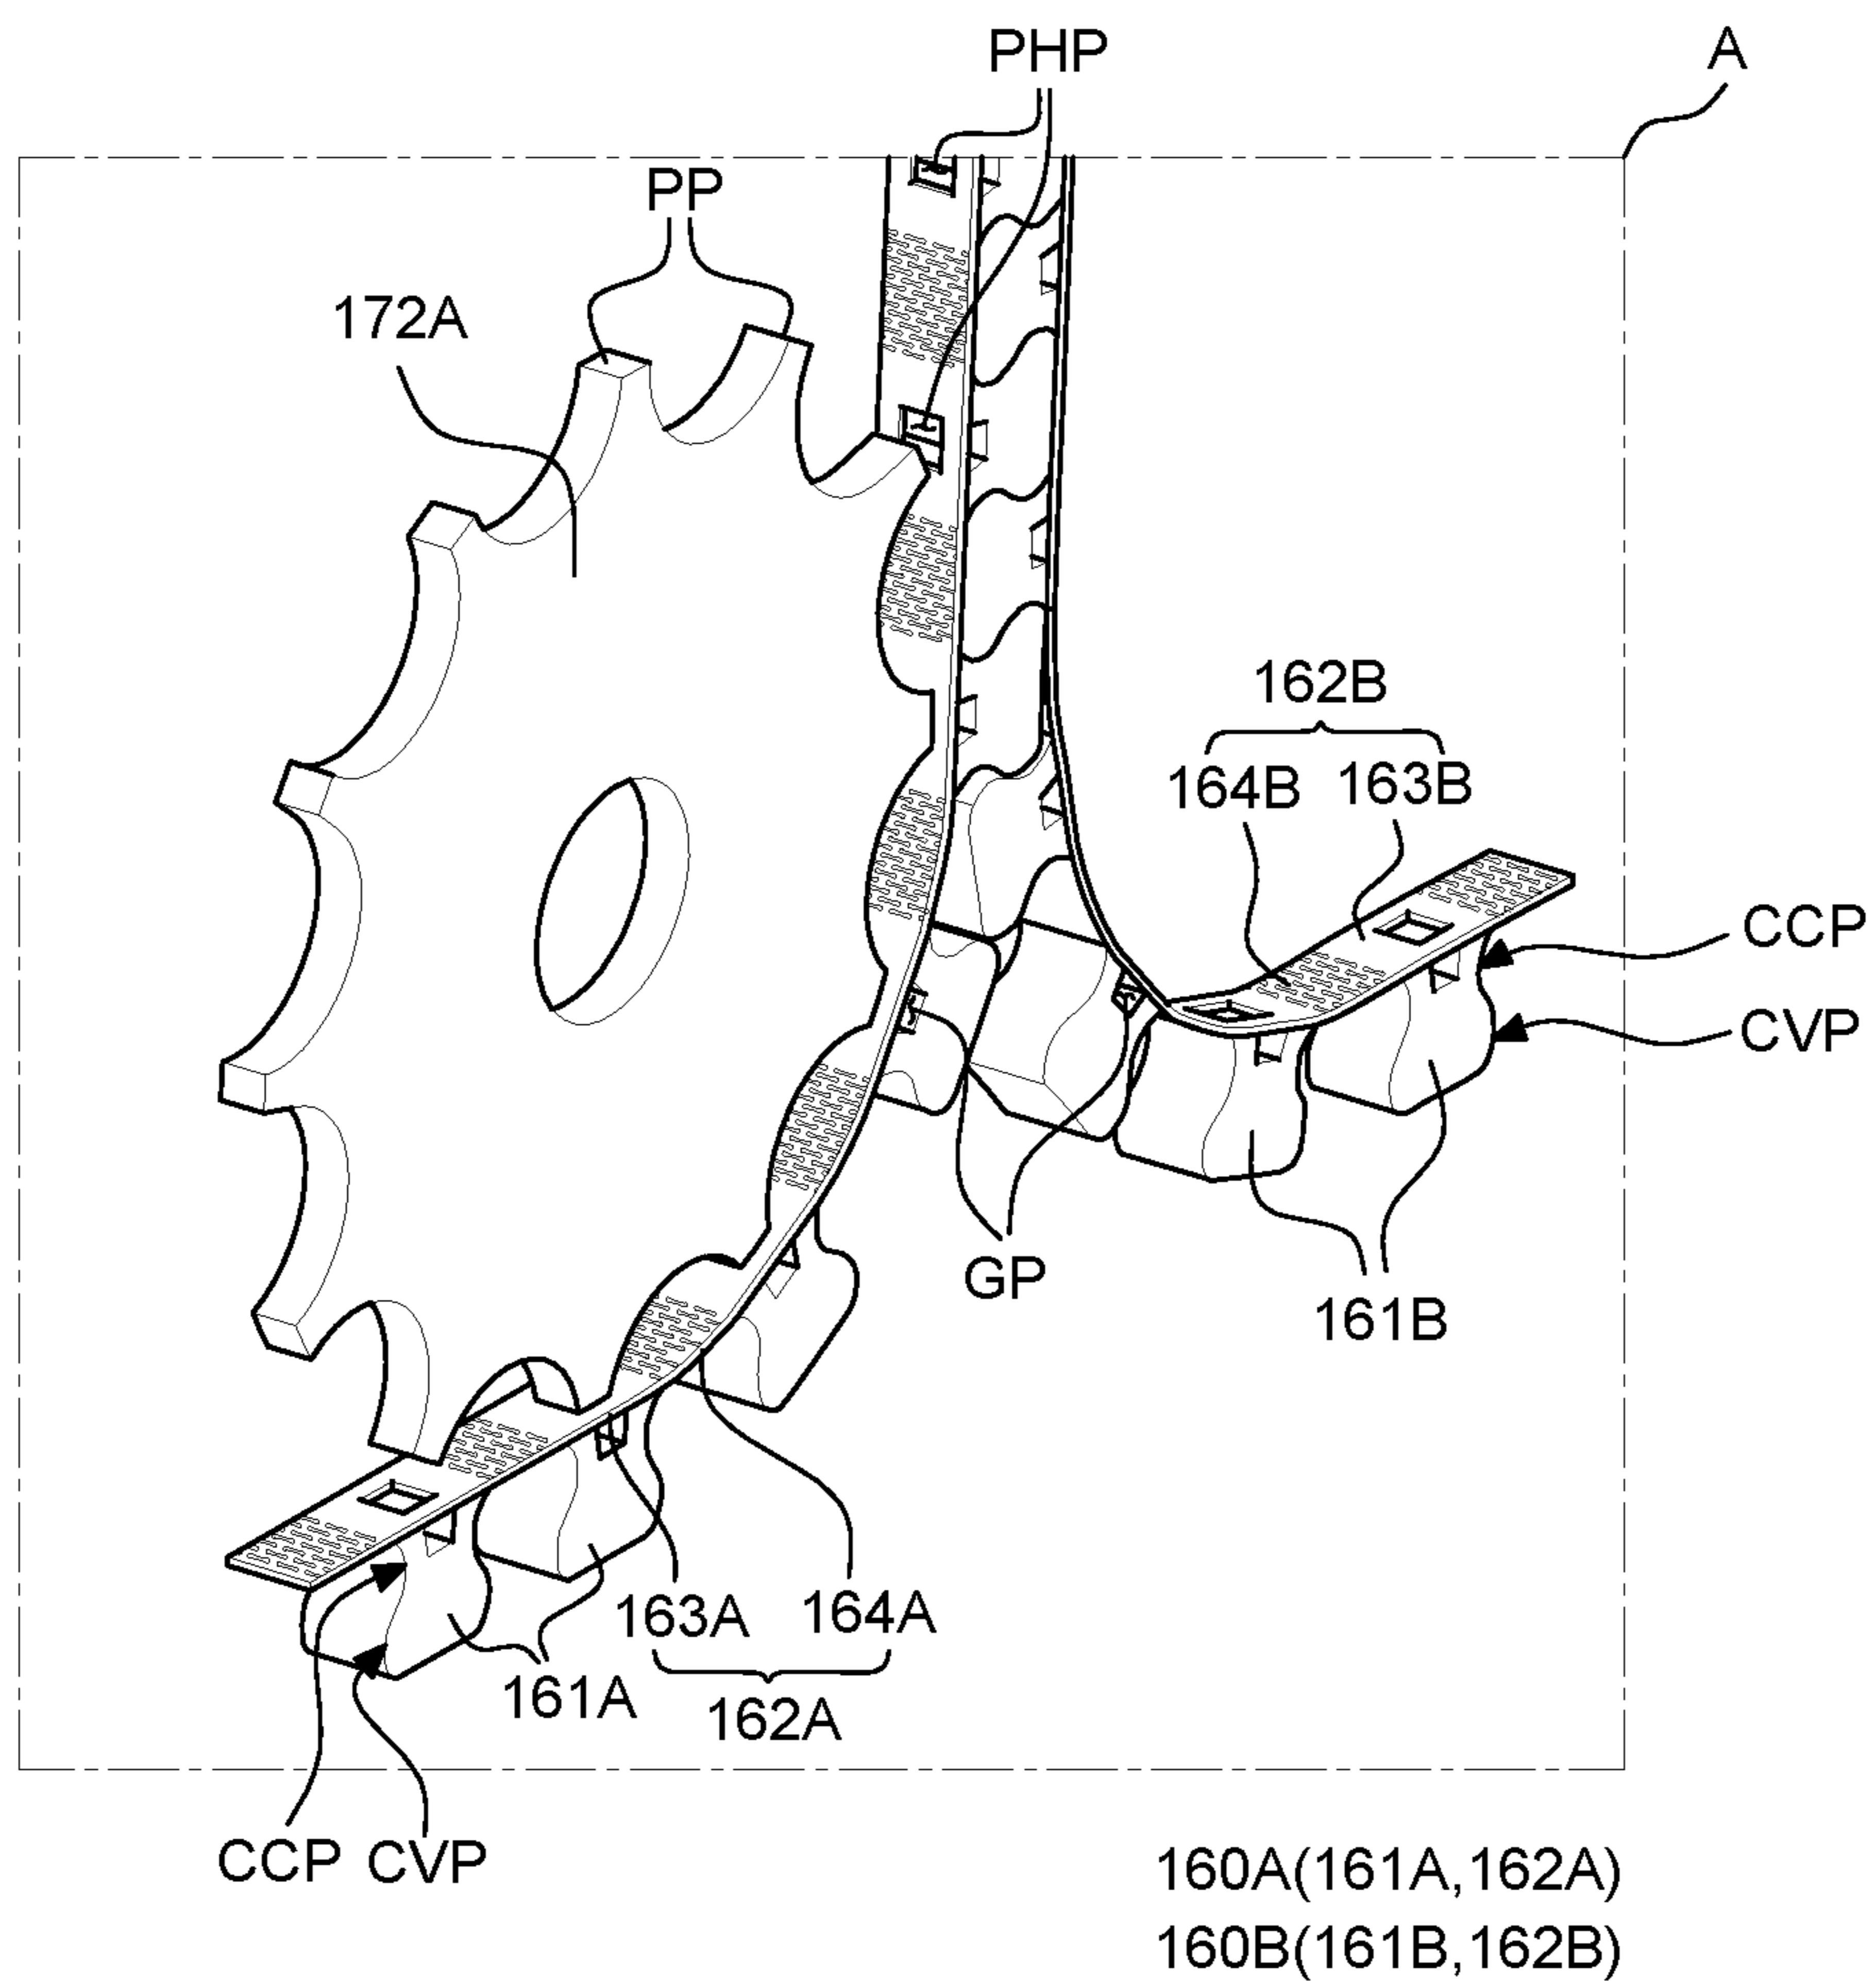 PHP
A
PP
172A
162B
164B 163B
CCP
CVP
GP
161B
163A 164A
161A
162A
CCP CVP
160A(161A,162A)
160B(161B,162B)